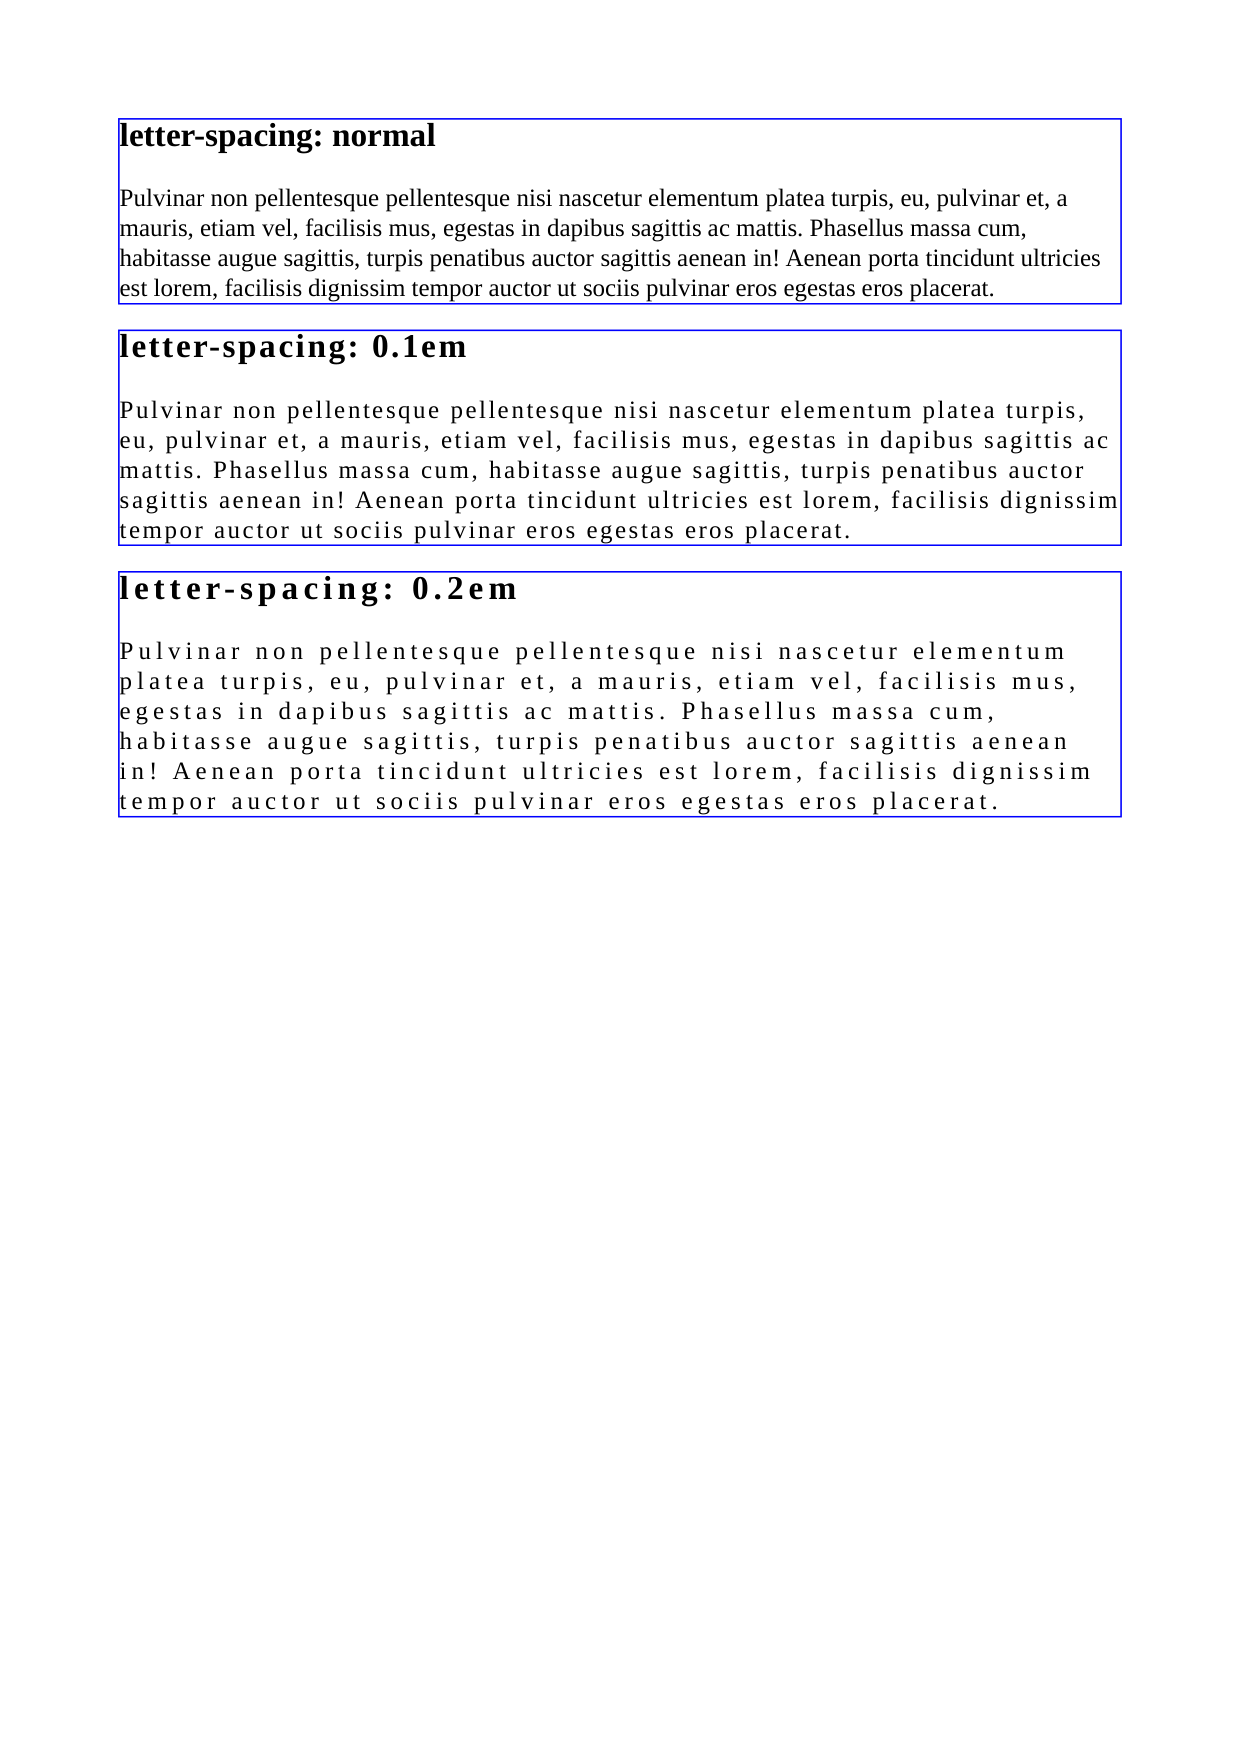 letter-spacing: normal
Pulvinar non pellentesque pellentesque nisi nascetur elementum platea turpis, eu, pulvinar et, a
mauris, etiam vel, facilisis mus, egestas in dapibus sagittis ac mattis. Phasellus massa cum,
habitasse augue sagittis, turpis penatibus auctor sagittis aenean in! Aenean porta tincidunt ultricies
est lorem, facilisis dignissim tempor auctor ut sociis pulvinar eros egestas eros placerat.
letter-spacing: 0.1em
Pulvinar non pellentesque pellentesque nisi nascetur elementum platea turpis,
eu, pulvinar et, a mauris, etiam vel, facilisis mus, egestas in dapibus sagittis ac
mattis. Phasellus massa cum, habitasse augue sagittis, turpis penatibus auctor
sagittis aenean in! Aenean porta tincidunt ultricies est lorem, facilisis dignissim
tempor auctor ut sociis pulvinar eros egestas eros placerat.
letter-spacing: 0.2em
Pulvinar non pellentesque pellentesque nisi nascetur elementum
platea turpis, eu, pulvinar et, a mauris, etiam vel, facilisis mus,
egestas in dapibus sagittis ac mattis. Phasellus massa cum,
habitasse augue sagittis, turpis penatibus auctor sagittis aenean
in! Aenean porta tincidunt ultricies est lorem, facilisis dignissim
tempor auctor ut sociis pulvinar eros egestas eros placerat.